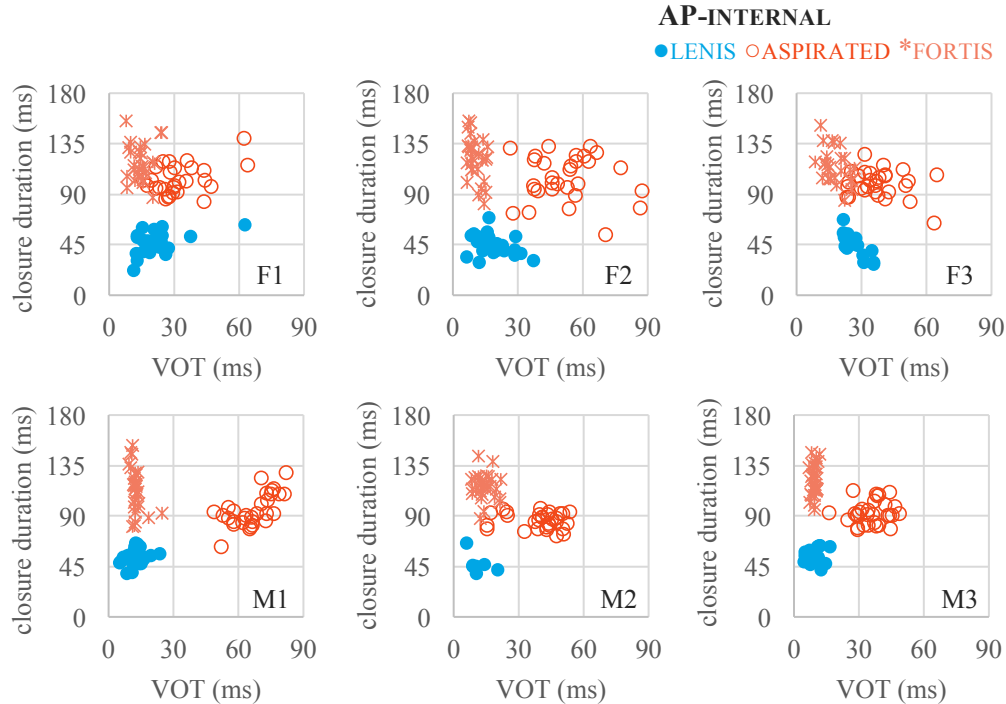 AP-INTERNAL
●LENIS ○ASPIRATED *FORTIS
closure duration (ms)
180
135
90
45
0
F1
0 30 60 90
VOT (ms)
closure duration (ms)
180
135
90
45
0
F2
0 30 60 90
VOT (ms)
closure duration (ms)
180
135
90
45
0
F3
0 30 60 90
VOT (ms)
closure duration (ms)
180
135
90
45
0
M1
0 30 60 90
VOT (ms)
closure duration (ms)
180
135
90
45
0
M2
0 30 60 90
VOT (ms)
closure duration (ms)
180
135
90
45
0
M3
0 30 60 90
VOT (ms)